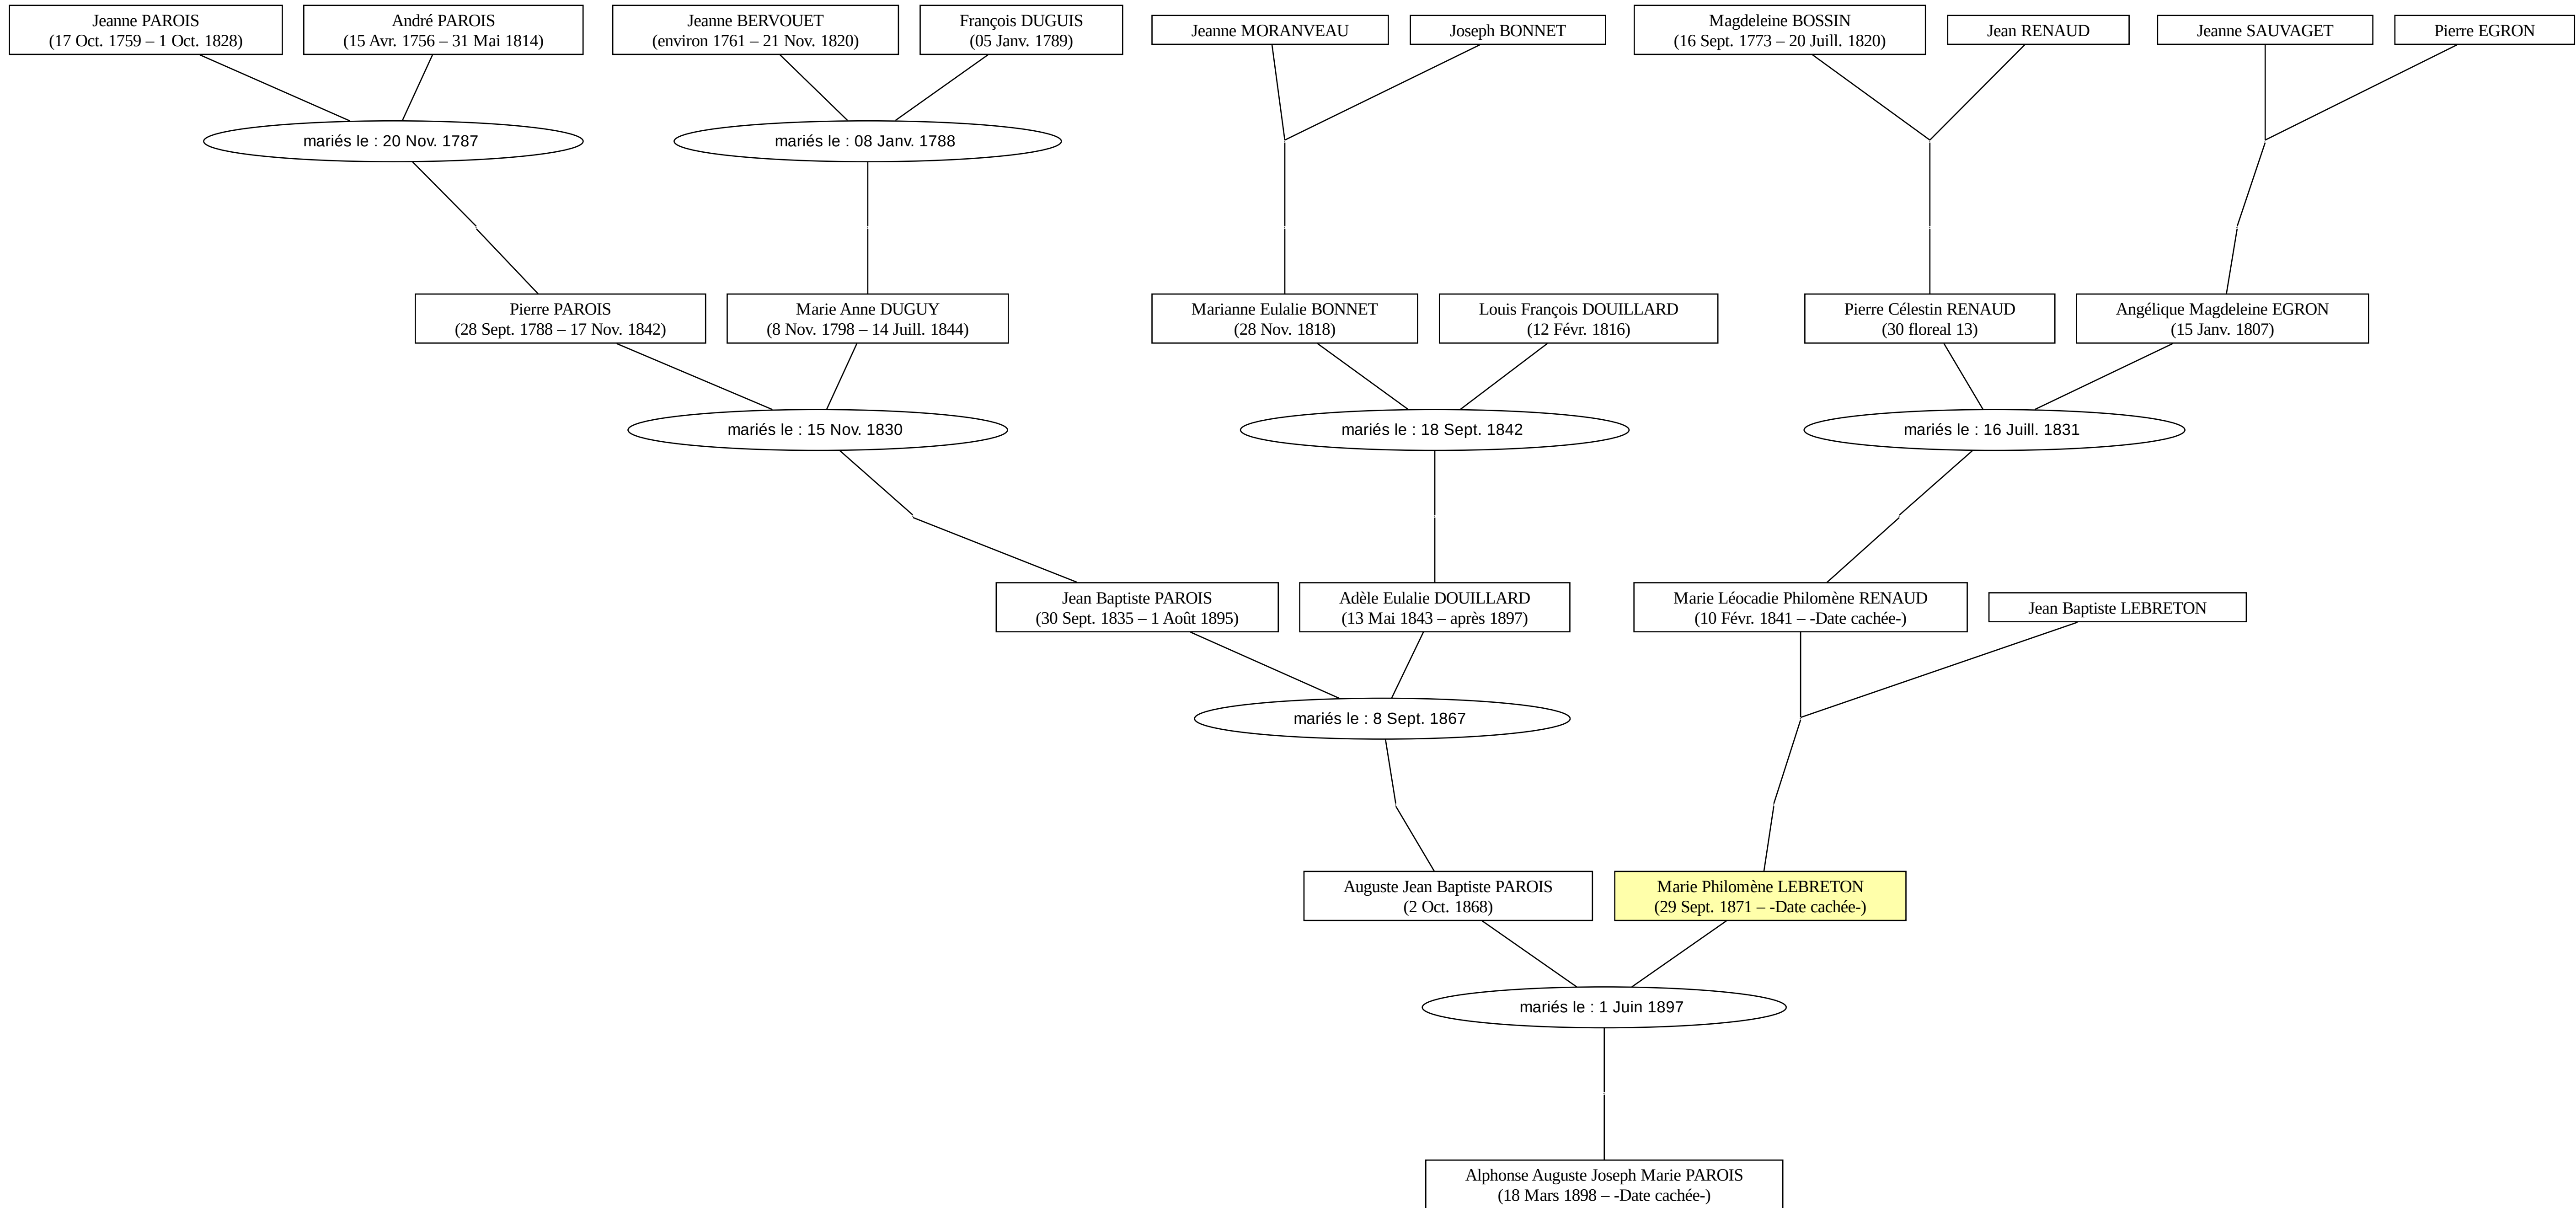 Jeanne PAROIS
(17 Oct. 1759 – 1 Oct. 1828)
André PAROIS
(15 Avr. 1756 – 31 Mai 1814)
Jeanne BERVOUET
(environ 1761 – 21 Nov. 1820)
François DUGUIS
(05 Janv. 1789)
Jeanne MORANVEAU
Joseph BONNET
Magdeleine BOSSIN
(16 Sept. 1773 – 20 Juill. 1820)
Jean RENAUD
Jeanne SAUVAGET
Pierre EGRON
mariés le : 20 Nov. 1787
mariés le : 08 Janv. 1788
Pierre PAROIS
(28 Sept. 1788 – 17 Nov. 1842)
Marie Anne DUGUY
(8 Nov. 1798 – 14 Juill. 1844)
Marianne Eulalie BONNET
(28 Nov. 1818)
Louis François DOUILLARD
(12 Févr. 1816)
Pierre Célestin RENAUD
(30 floreal 13)
Angélique Magdeleine EGRON
(15 Janv. 1807)
mariés le : 15 Nov. 1830
mariés le : 18 Sept. 1842
mariés le : 16 Juill. 1831
Jean Baptiste PAROIS
(30 Sept. 1835 – 1 Août 1895)
Adèle Eulalie DOUILLARD
(13 Mai 1843 – après 1897)
Marie Léocadie Philomène RENAUD
(10 Févr. 1841 – -Date cachée-)
Jean Baptiste LEBRETON
mariés le : 8 Sept. 1867
Auguste Jean Baptiste PAROIS
(2 Oct. 1868)
Marie Philomène LEBRETON
(29 Sept. 1871 – -Date cachée-)
mariés le : 1 Juin 1897
Alphonse Auguste Joseph Marie PAROIS
(18 Mars 1898 – -Date cachée-)